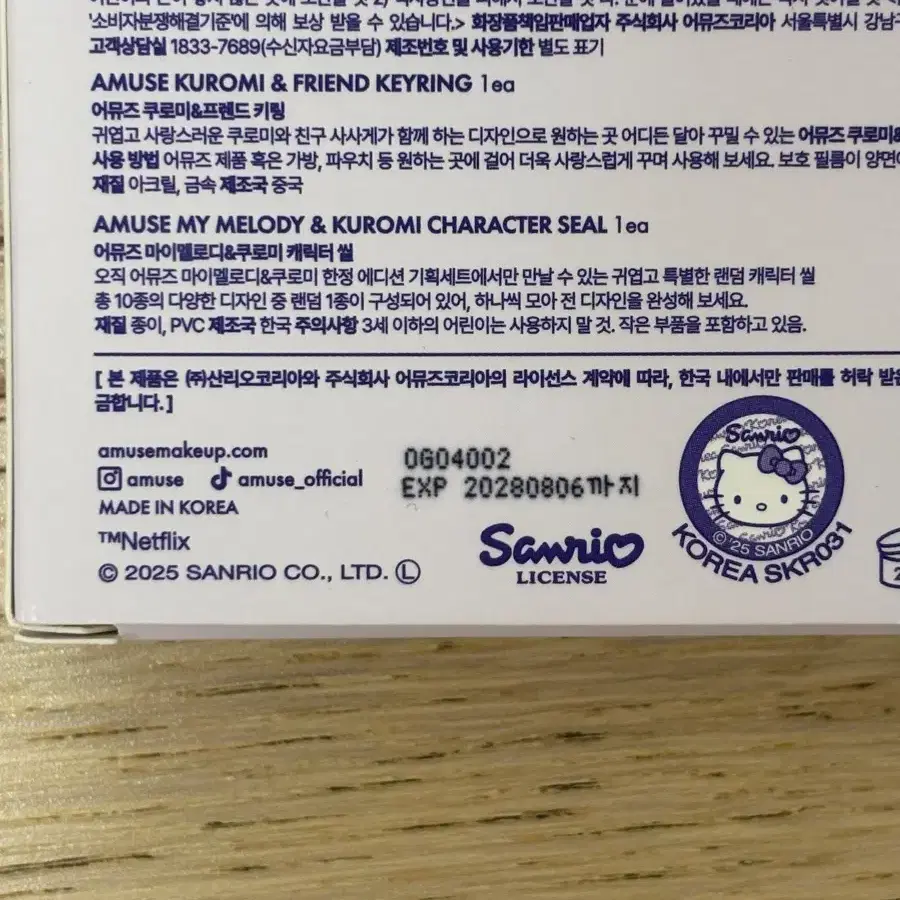 '소비자분쟁해결기준'에 의해 보상 받을 수 있습니다.> 화장품책임판매업자 주식회사 어뮤즈코리아 서울특별시 강남구
고객상담실 1833-7689(수신자요금부담) 제조번호 및 사용기한 별도 표기
AMUSE KUROMI & FRIEND KEYRING 1ea
어뮤즈 쿠로미&프렌드 키링
귀엽고 사랑스러운 쿠로미와 친구 사사게가 함께 하는 디자인으로 원하는 곳 어디든 달아 꾸밀 수 있는 어뮤즈 쿠로미&
사용 방법 어뮤즈 제품 혹은 가방, 파우치 등 원하는 곳에 걸어 더욱 사랑스럽게 꾸며 사용해 보세요. 보호 필름이 양면에
재질 아크릴, 금속 제조국 중국
AMUSE MY MELODY & KUROMI CHARACTER SEAL 1ea
어뮤즈 마이멜로디&쿠로미 캐릭터 씰
오직 어뮤즈 마이멜로디&쿠로미 한정 에디션 기획세트에서만 만날 수 있는 귀엽고 특별한 랜덤 캐릭터 씰
총 10종의 다양한 디자인 중 랜덤 1종이 구성되어 있어, 하나씩 모아 전 디자인을 완성해 보세요.
재질 종이, PVC 제조국 한국 주의사항 3세 이하의 어린이는 사용하지 말 것. 작은 부품을 포함하고 있음.
[ 본 제품은 ㈜산리오코리아와 주식회사 어뮤즈코리아의 라이선스 계약에 따라, 한국 내에서만 판매를 허락 받은
금합니다. ]
amusemakeup.com
amuse amuse_official
MADE IN KOREA
™Netflix
© 2025 SANRIO CO., LTD. Ⓛ
0G04002
EXP 20280806까지
Sanrio
LICENSE
Sanrio
© '25 SANRIO
KOREA SKR031